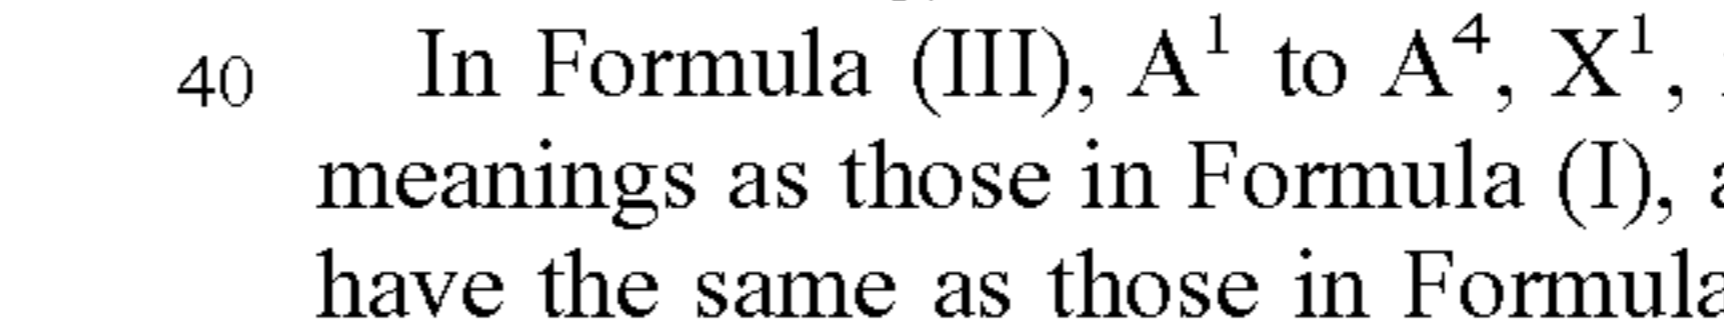 40 In Formula (III), A¹ to A⁴, X¹,
meanings as those in Formula (I),
have the same as those in Formula